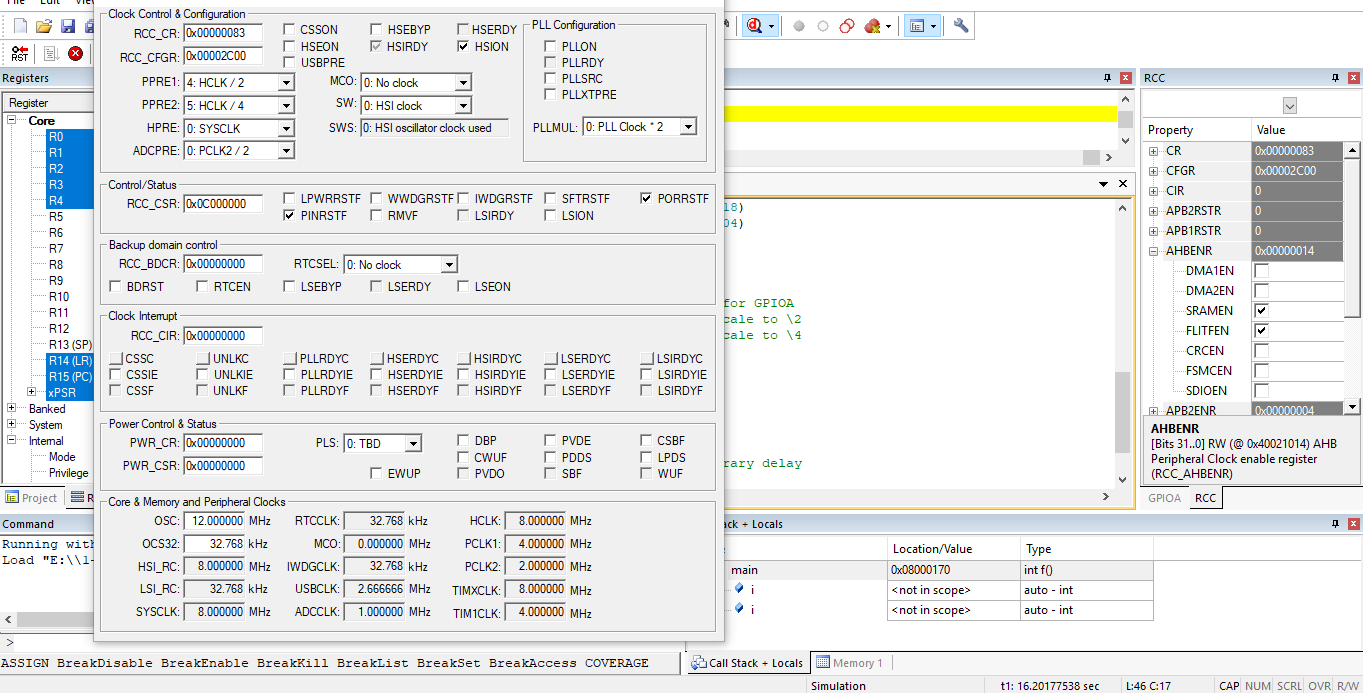 Clock Control & Configuration
RCC_CR: 0x00000083
CSSON
HSEBYP
HSERDY
RCC_CFGR: 0x00002C00
HSEON
HSIRDY
HSION
USBPRE
PPRE1: 4: HCLK / 2
MCO: 0: No clock
PPRE2: 5: HCLK / 4
SW: 0: HSI clock
HPRE: 0: SYSCLK
SWS: 0: HSI oscillator clock used
ADCPRE: 0: PCLK2 / 2
PLL Configuration
PLLON
PLLRDY
PLLSRC
PLLXTPRE
PLLMUL: 0: PLL Clock * 2
Control/Status
RCC_CSR: 0x0C000000
LPWRRSTF
WWDGRSTF
IWDGRSTF
SFTRSTF
PORRSTF
PINRSTF
RMVF
LSIRDY
LSION
Backup domain control
RCC_BDCR: 0x00000000
RTCSEL: 0: No clock
BDRST
RTCEN
LSEBYP
LSERDY
LSEON
Clock Interrupt
RCC_CIR: 0x00000000
CSSC
UNLKC
PLLRDYC
HSERDYC
HSIRDYC
LSERDYC
LSIRDYC
CSSIE
UNLKIE
PLLRDYIE
HSERDYIE
HSIRDYIE
LSERDYIE
LSIRDYIE
CSSF
UNLKF
PLLRDYF
HSERDYF
HSIRDYF
LSERDYF
LSIRDYF
Power Control & Status
PWR_CR: 0x00000000
PLS: 0: TBD
DBP
PVDE
CSBF
CWUF
PDDS
LPDS
PWR_CSR: 0x00000000
EWUP
PVDO
SBF
WUF
Core & Memory and Peripheral Clocks
OSC: 12.000000 MHz RTCCLK: 32.768 kHz HCLK: 8.000000 MHz
OCS32: 32.768 kHz MCO: 0.000000 MHz PCLK1: 4.000000 MHz
HSI_RC: 8.000000 MHz IWDGCLK: 32.768 kHz PCLK2: 2.000000 MHz
LSI_RC: 32.768 kHz USBCLK: 2.666666 MHz TIMXCLK: 8.000000 MHz
SYSCLK: 8.000000 MHz ADCCLK: 1.000000 MHz TIM1CLK: 4.000000 MHz
RST
Registers
Register
Core
R0
R1
R2
R3
R4
R5
R6
R7
R8
R9
R10
R11
R12
R13 (SP)
R14 (LR)
R15 (PC)
xPSR
Banked
System
Internal
Mode
Privilege
Project
R
Command
Running with
Load "E:\\l-
>
ASSIGN BreakDisable BreakEnable BreakKill BreakList BreakSet BreakAccess COVERAGE
18)
04)
for GPIOA
cale to \2
cale to \4
rary delay
RCC
Property Value
CR 0x00000083
CFGR 0x00002C00
CIR 0
APB2RSTR 0
APB1RSTR 0
AHBENR 0x00000014
DMA1EN
DMA2EN
SRAMEN
FLITFEN
CRCEN
FSMCEN
SDIOEN
APB2ENR 0x00000004
AHBENR
[Bits 31..0] RW (@ 0x40021014) AHB
Peripheral Clock enable register
(RCC_AHBENR)
GPIOA RCC
ack + Locals
Location/Value Type
main 0x08000170 int f()
i <not in scope> auto - int
i <not in scope> auto - int
Call Stack + Locals Memory 1
Simulation t1: 16.20177538 sec L:46 C:17 CAP NUM SCRL OVR R/W